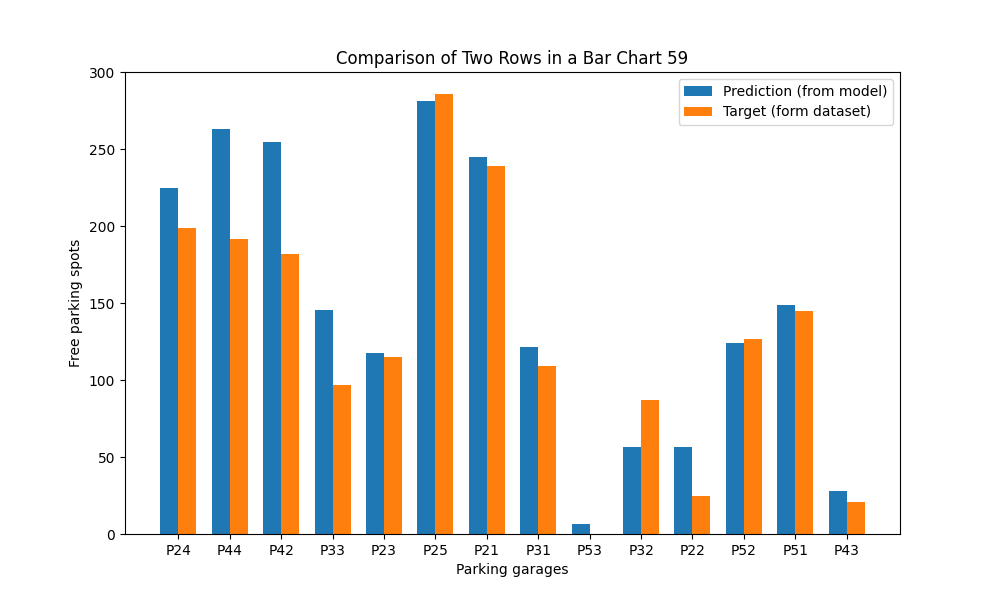 Comparison of Two Rows in a Bar Chart 59
Prediction (from model)
Target (form dataset)
Free parking spots
300
250
200
150
100
50
0
P24 P44 P42 P33 P23 P25 P21 P31 P53 P32 P22 P52 P51 P43
Parking garages